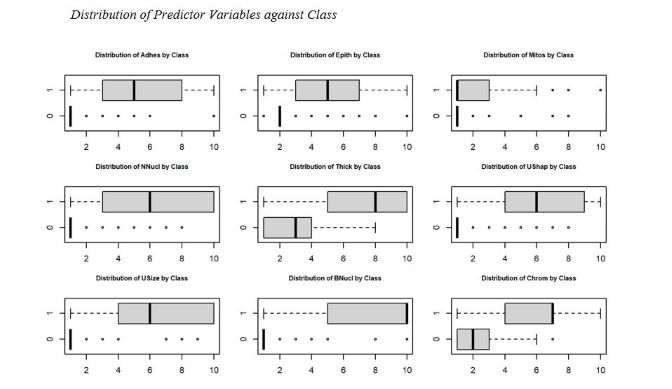 Distribution of Predictor Variables against Class
Distribution of Adhes by Class
Distribution of Epith by Class
Distribution of Mitos by Class
1
0
2 4 6 8 10
1
0
2 4 6 8 10
1
0
2 4 6 8 10
Distribution of NNucl by Class
Distribution of Thick by Class
Distribution of UShap by Class
1
0
2 4 6 8 10
1
0
2 4 6 8 10
1
0
2 4 6 8 10
Distribution of USize by Class
Distribution of BNucl by Class
Distribution of Chrom by Class
1
0
2 4 6 8 10
1
0
2 4 6 8 10
1
0
2 4 6 8 10